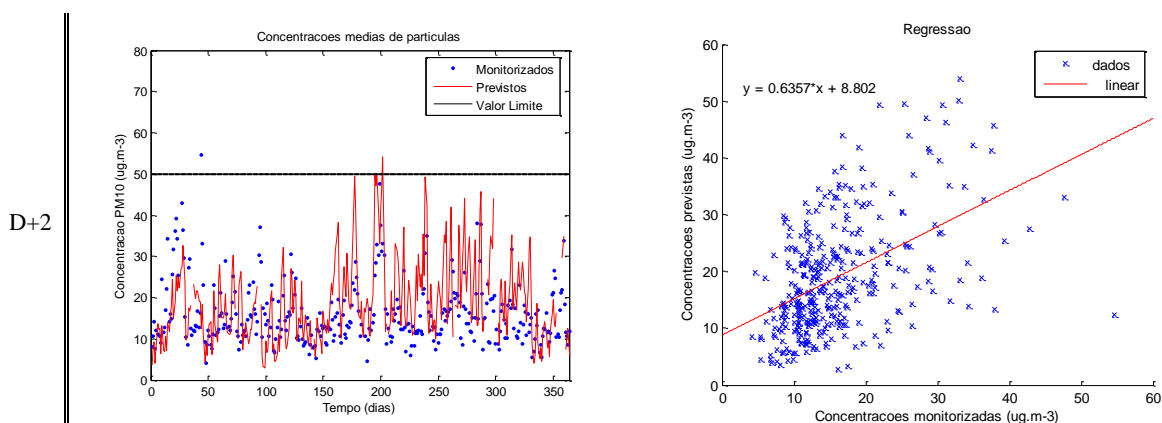 D+2
Concentracoes medias de particulas
Concentracao PM10 (ug.m-3)
80
70
60
50
40
30
20
10
0
Monitorizados
Previstos
Valor Limite
0 50 100 150 200 250 300 350
Tempo (dias)
Regressao
Concentracoes previstas (ug.m-3)
60
50
40
30
20
10
0
y = 0.6357*x + 8.802
dados
linear
0 10 20 30 40 50 60
Concentracoes monitorizadas (ug.m-3)